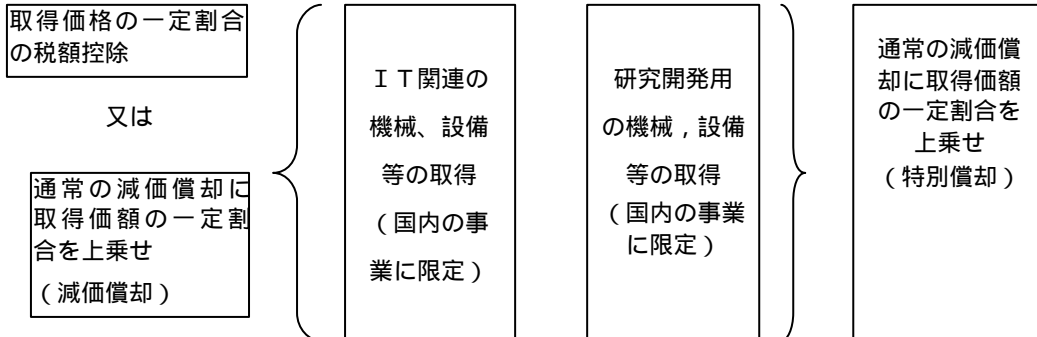 取得価格の一定割合
の税額控除
又は
通常の減価償却に
取得価額の一定割
合を上乗せ
（減価償却）
ＩＴ関連の
機械、設備
等の取得
（国内の事
業に限定）
研究開発用
の機械，設備
等の取得
（国内の事業
に限定）
通常の減価償
却に取得価額
の一定割合を
上乗せ
（特別償却）